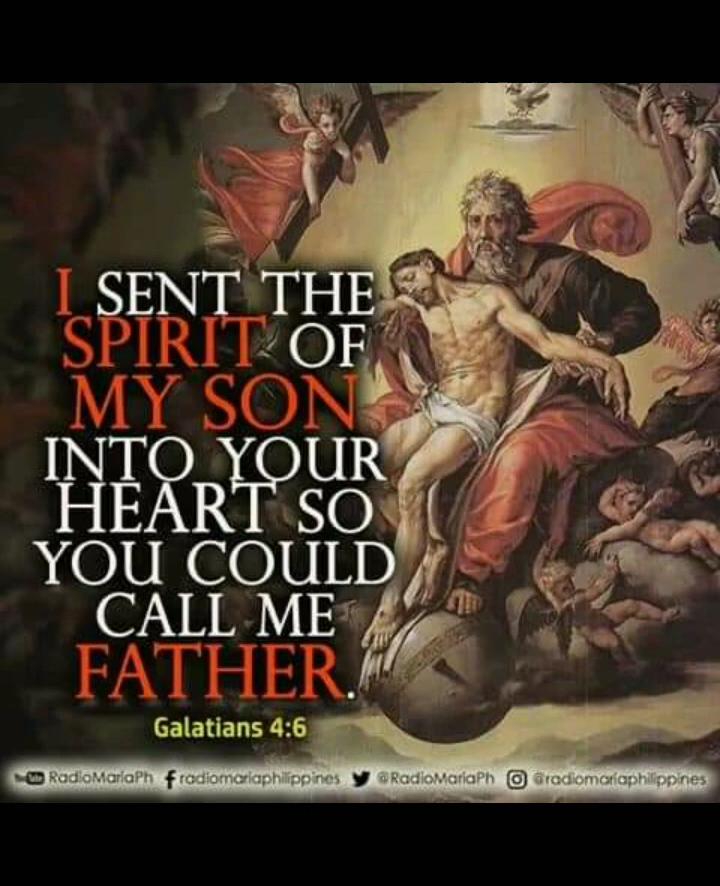 I SENT THE
SPIRIT OF
MY SON
INTO YOUR
HEART SO
YOU COULD
CALL ME
FATHER.
Galatians 4:6
YouTube RadioMariaPh f radiomariaphilippines @RadioMariaPh @radiomariaphilippines